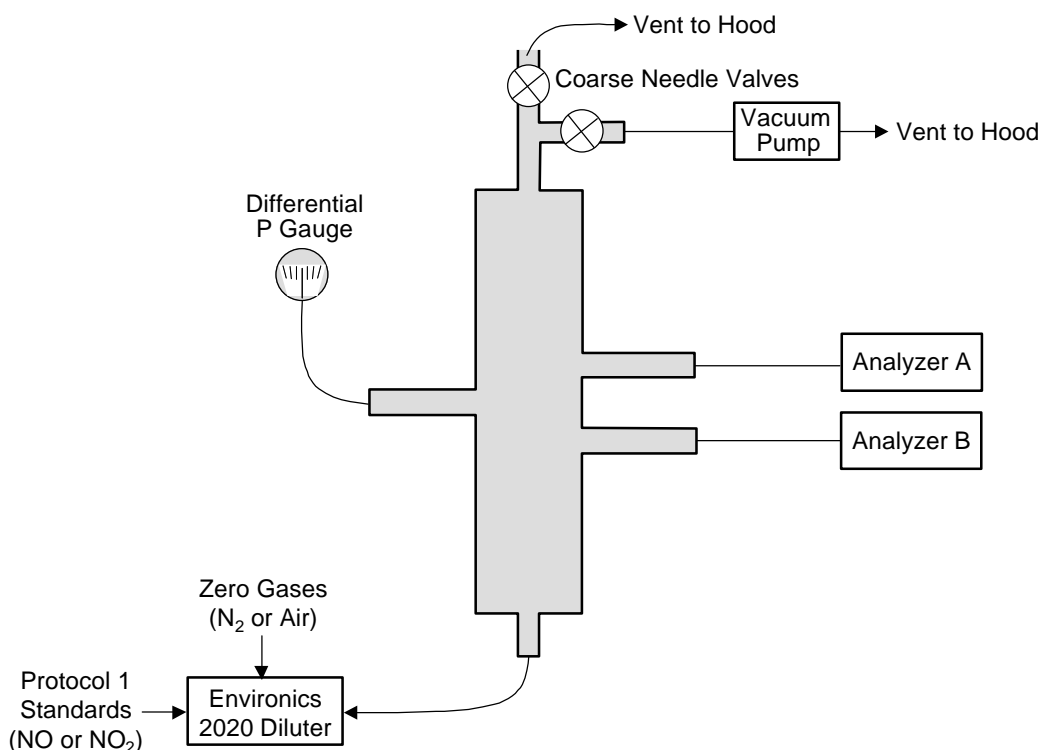 Vent to Hood
Coarse Needle Valves
Vacuum
Pump
Vent to Hood
Differential
P Gauge
Analyzer A
Analyzer B
Zero Gases
(N₂ or Air)
Protocol 1
Standards
(NO or NO₂)
Environics
2020 Diluter